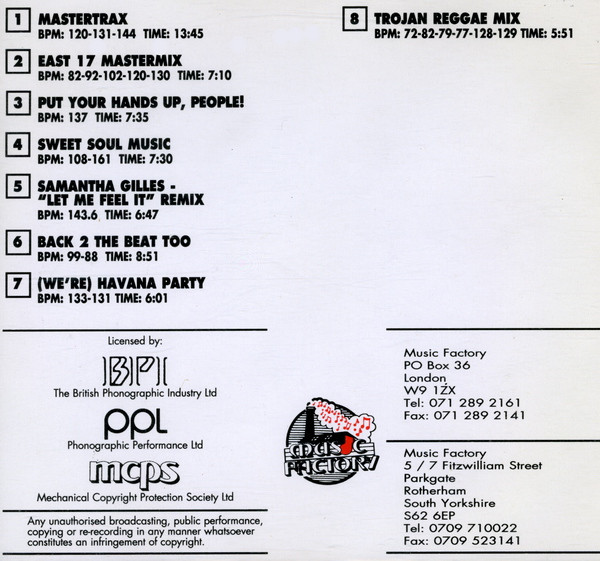 1 MASTERTRAX
BPM: 120-131-144 TIME: 13:45
2 EAST 17 MASTERMIX
BPM: 82-92-102-120-130 TIME: 7:10
3 PUT YOUR HANDS UP, PEOPLE!
BPM: 137 TIME: 7:35
4 SWEET SOUL MUSIC
BPM: 108-161 TIME: 7:30
5 SAMANTHA GILLES -
"LET ME FEEL IT" REMIX
BPM: 143.6 TIME: 6:47
6 BACK 2 THE BEAT TOO
BPM: 99-88 TIME: 8:51
7 (WE'RE) HAVANA PARTY
BPM: 133-131 TIME: 6:01
8 TROJAN REGGAE MIX
BPM: 72-82-79-77-128-129 TIME: 5:51
Licensed by:
BPI
The British Phonographic Industry Ltd
ppl
Phonographic Performance Ltd
mcps
Mechanical Copyright Protection Society Ltd
Any unauthorised broadcasting, public performance,
copying or re-recording in any manner whatsoever
constitutes an infringement of copyright.
MUSIC
FACTORY
Music Factory
PO Box 36
London
W9 1ZX
Tel: 071 289 2161
Fax: 071 289 2141
Music Factory
5 / 7 Fitzwilliam Street
Parkgate
Rotherham
South Yorkshire
S62 6EP
Tel: 0709 710022
Fax: 0709 523141